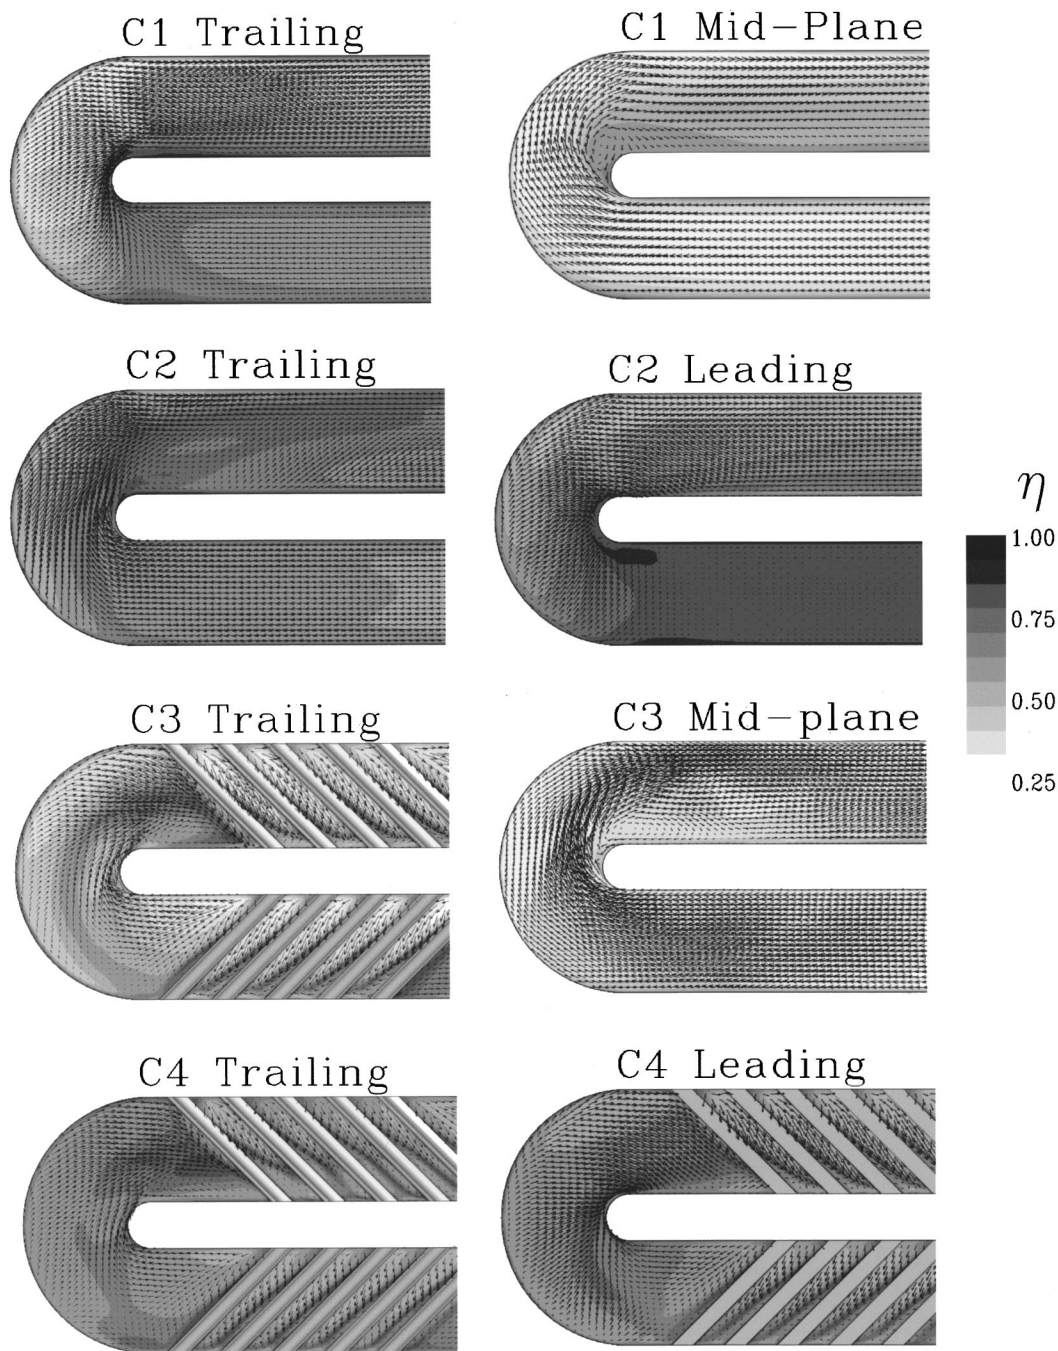 C1 Trailing
C1 Mid-Plane
C2 Trailing
C2 Leading
η
1.00
0.75
0.50
0.25
C3 Trailing
C3 Mid-plane
C4 Trailing
C4 Leading